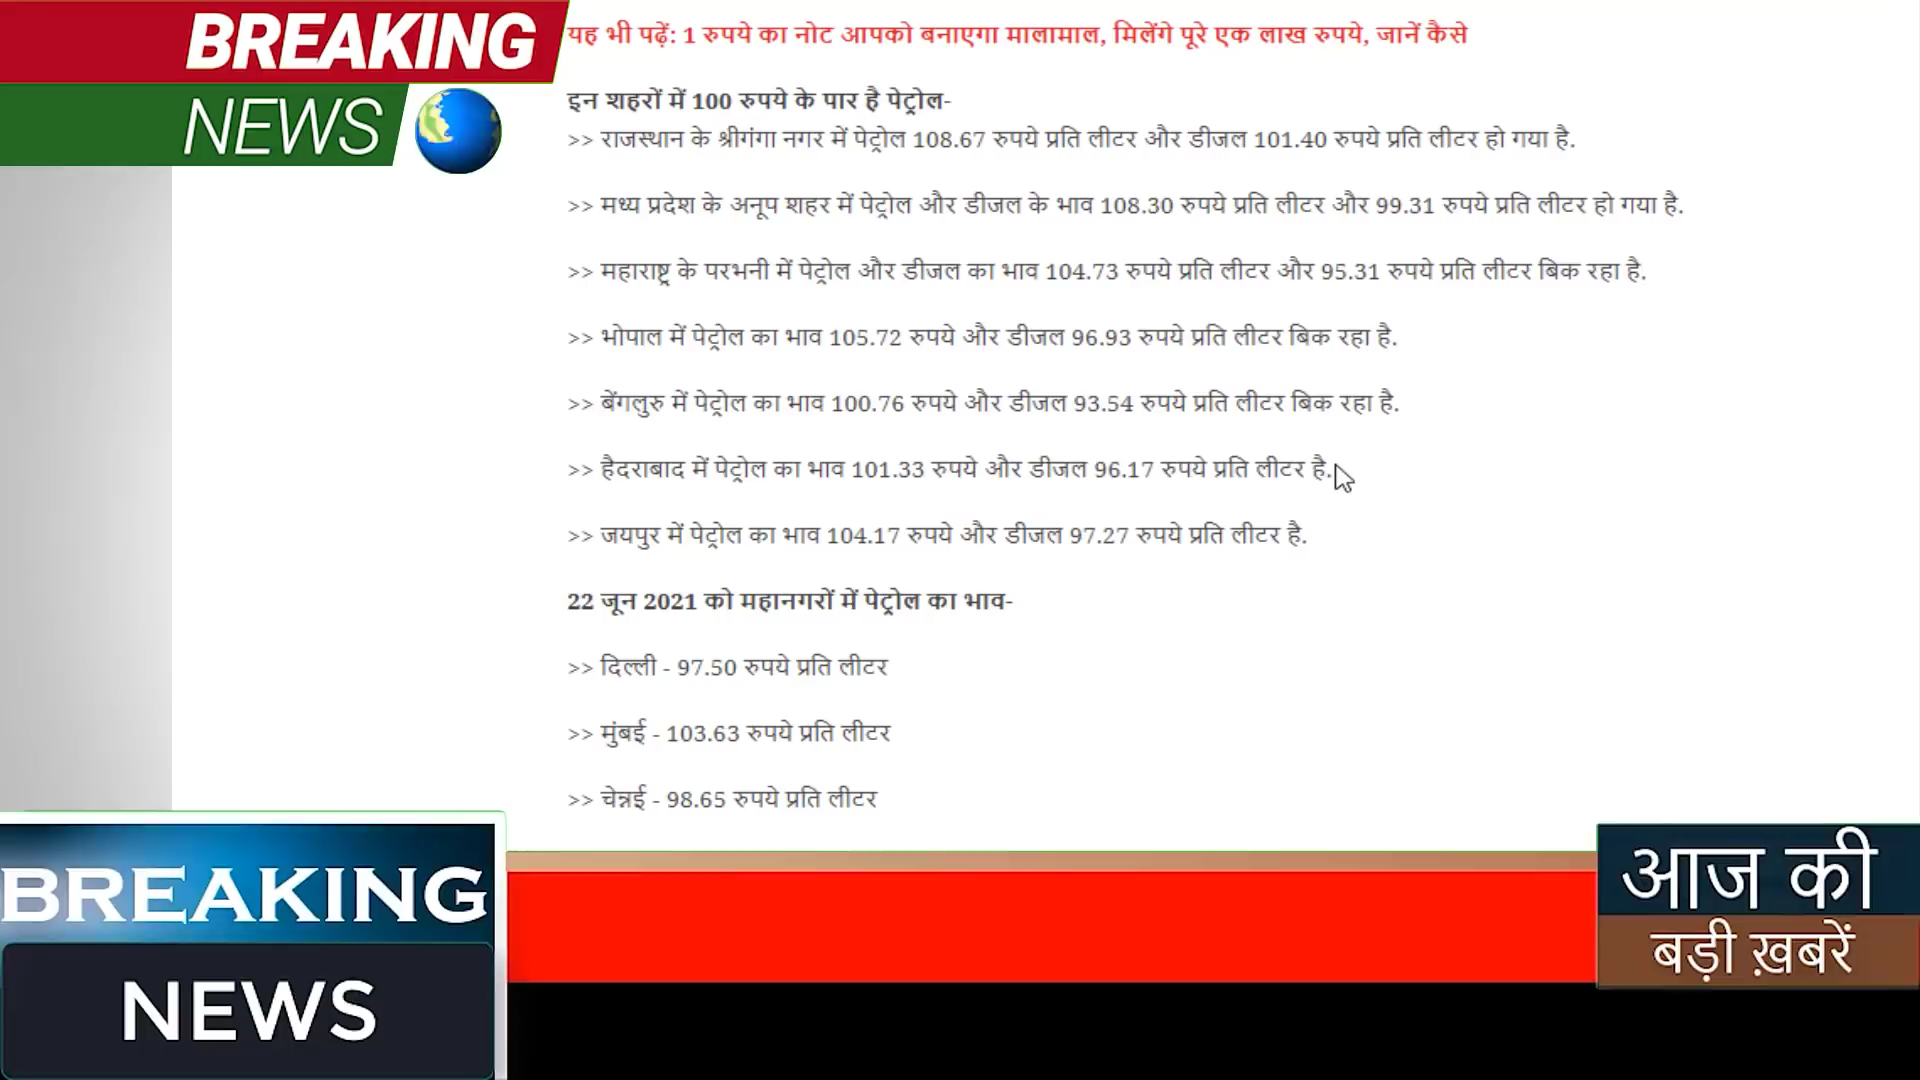 BREAKING
NEWS
यह भी पढ़ें: 1 रुपये का नोट आपको बनाएगा मालामाल, मिलेंगे पूरे एक लाख रुपये, जानें कैसे
इन शहरों में 100 रुपये के पार है पेट्रोल-
>> राजस्थान के श्रीगंगा नगर में पेट्रोल 108.67 रुपये प्रति लीटर और डीजल 101.40 रुपये प्रति लीटर हो गया है.
>> मध्य प्रदेश के अनूप शहर में पेट्रोल और डीजल के भाव 108.30 रुपये प्रति लीटर और 99.31 रुपये प्रति लीटर हो गया है.
>> महाराष्ट्र के परभनी में पेट्रोल और डीजल का भाव 104.73 रुपये प्रति लीटर और 95.31 रुपये प्रति लीटर बिक रहा है.
>> भोपाल में पेट्रोल का भाव 105.72 रुपये और डीजल 96.93 रुपये प्रति लीटर बिक रहा है.
>> बेंगलुरु में पेट्रोल का भाव 100.76 रुपये और डीजल 93.54 रुपये प्रति लीटर बिक रहा है.
>> हैदराबाद में पेट्रोल का भाव 101.33 रुपये और डीजल 96.17 रुपये प्रति लीटर है.
>> जयपुर में पेट्रोल का भाव 104.17 रुपये और डीजल 97.27 रुपये प्रति लीटर है.
22 जून 2021 को महानगरों में पेट्रोल का भाव-
>> दिल्ली - 97.50 रुपये प्रति लीटर
>> मुंबई - 103.63 रुपये प्रति लीटर
>> चेन्नई - 98.65 रुपये प्रति लीटर
BREAKING
NEWS
आज की
बड़ी ख़बरें